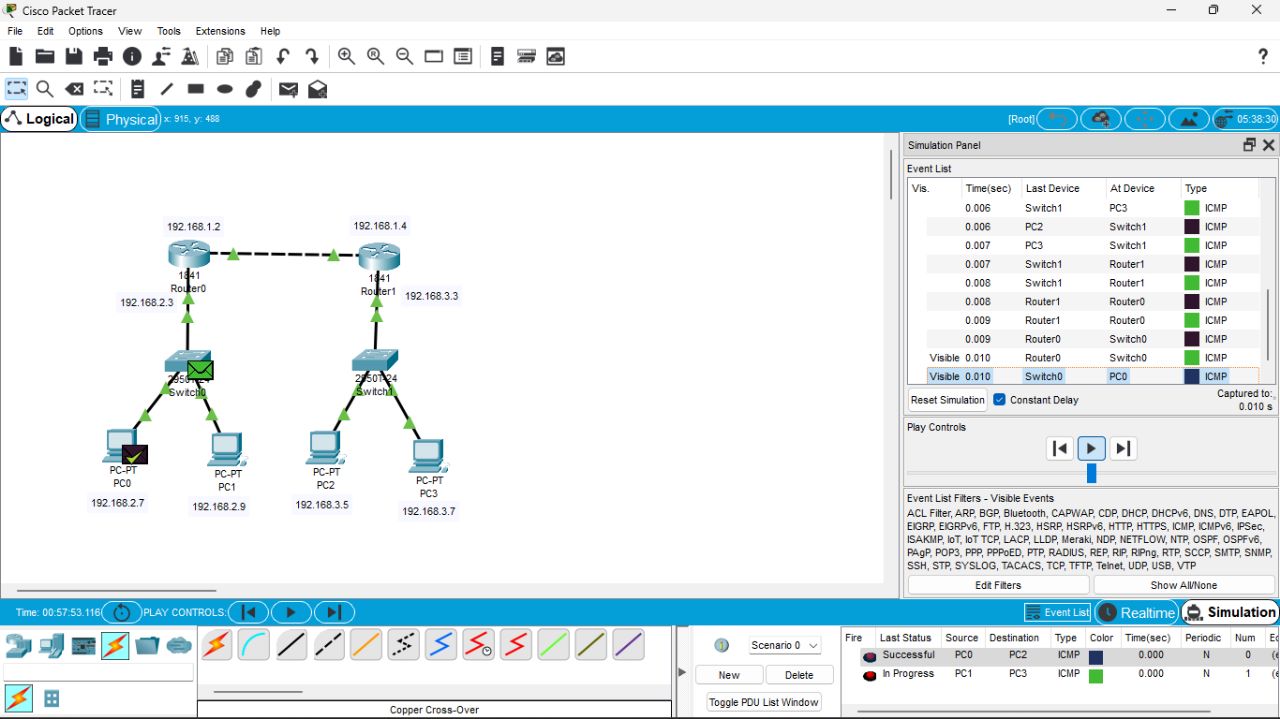 Cisco Packet Tracer
File Edit Options View Tools Extensions Help
Logical Physical x: 915, y: 488 [Root] 05:38:30
Simulation Panel
Event List
Vis. Time(sec) Last Device At Device Type
0.006 Switch1 PC3 ICMP
0.006 PC2 Switch1 ICMP
0.007 PC3 Switch1 ICMP
0.007 Switch1 Router1 ICMP
0.008 Switch1 Router1 ICMP
0.008 Router1 Router0 ICMP
0.009 Router1 Router0 ICMP
0.009 Router0 Switch0 ICMP
Visible 0.010 Router0 Switch0 ICMP
Visible 0.010 Switch0 PC0 ICMP
Reset Simulation Constant Delay Captured to:
0.010 s
Play Controls
Event List Filters - Visible Events
ACL Filter, ARP, BGP, Bluetooth, CAPWAP, CDP, DHCP, DHCPv6, DNS, DTP, EAPOL,
EIGRP, EIGRPv6, FTP, H.323, HSRP, HSRPv6, HTTP, HTTPS, ICMP, ICMPv6, IPSec,
ISAKMP, IoT, IoT TCP, LACP, LLDP, Meraki, NDP, NETFLOW, NTP, OSPF, OSPFv6,
PAgP, POP3, PPP, PPPoED, PTP, RADIUS, REP, RIP, RIPng, RTP, SCCP, SMTP, SNMP,
SSH, STP, SYSLOG, TACACS, TCP, TFTP, Telnet, UDP, USB, VTP
Edit Filters Show All/None
192.168.1.2 192.168.1.4
1841 1841
Router0 Router1
192.168.2.3 192.168.3.3
2950T-24
Switch0 Switch1
PC-PT PC-PT PC-PT PC-PT
PC0 PC1 PC2 PC3
192.168.2.7 192.168.2.9 192.168.3.5 192.168.3.7
Time: 00:57:53.116 PLAY CONTROLS: Event List Realtime Simulation
Scenario 0
New Delete
Toggle PDU List Window
Copper Cross-Over
Fire Last Status Source Destination Type Color Time(sec) Periodic Num
Successful PC0 PC2 ICMP 0.000 N 0
In Progress PC1 PC3 ICMP 0.000 N 1